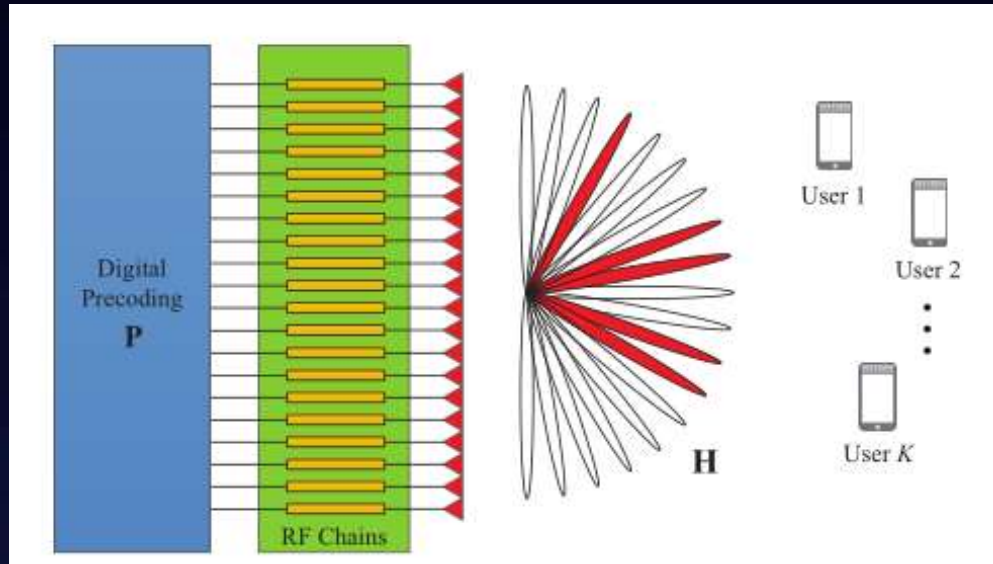 Digital
Precoding
P
RF Chains
H
User 1
User 2
User K